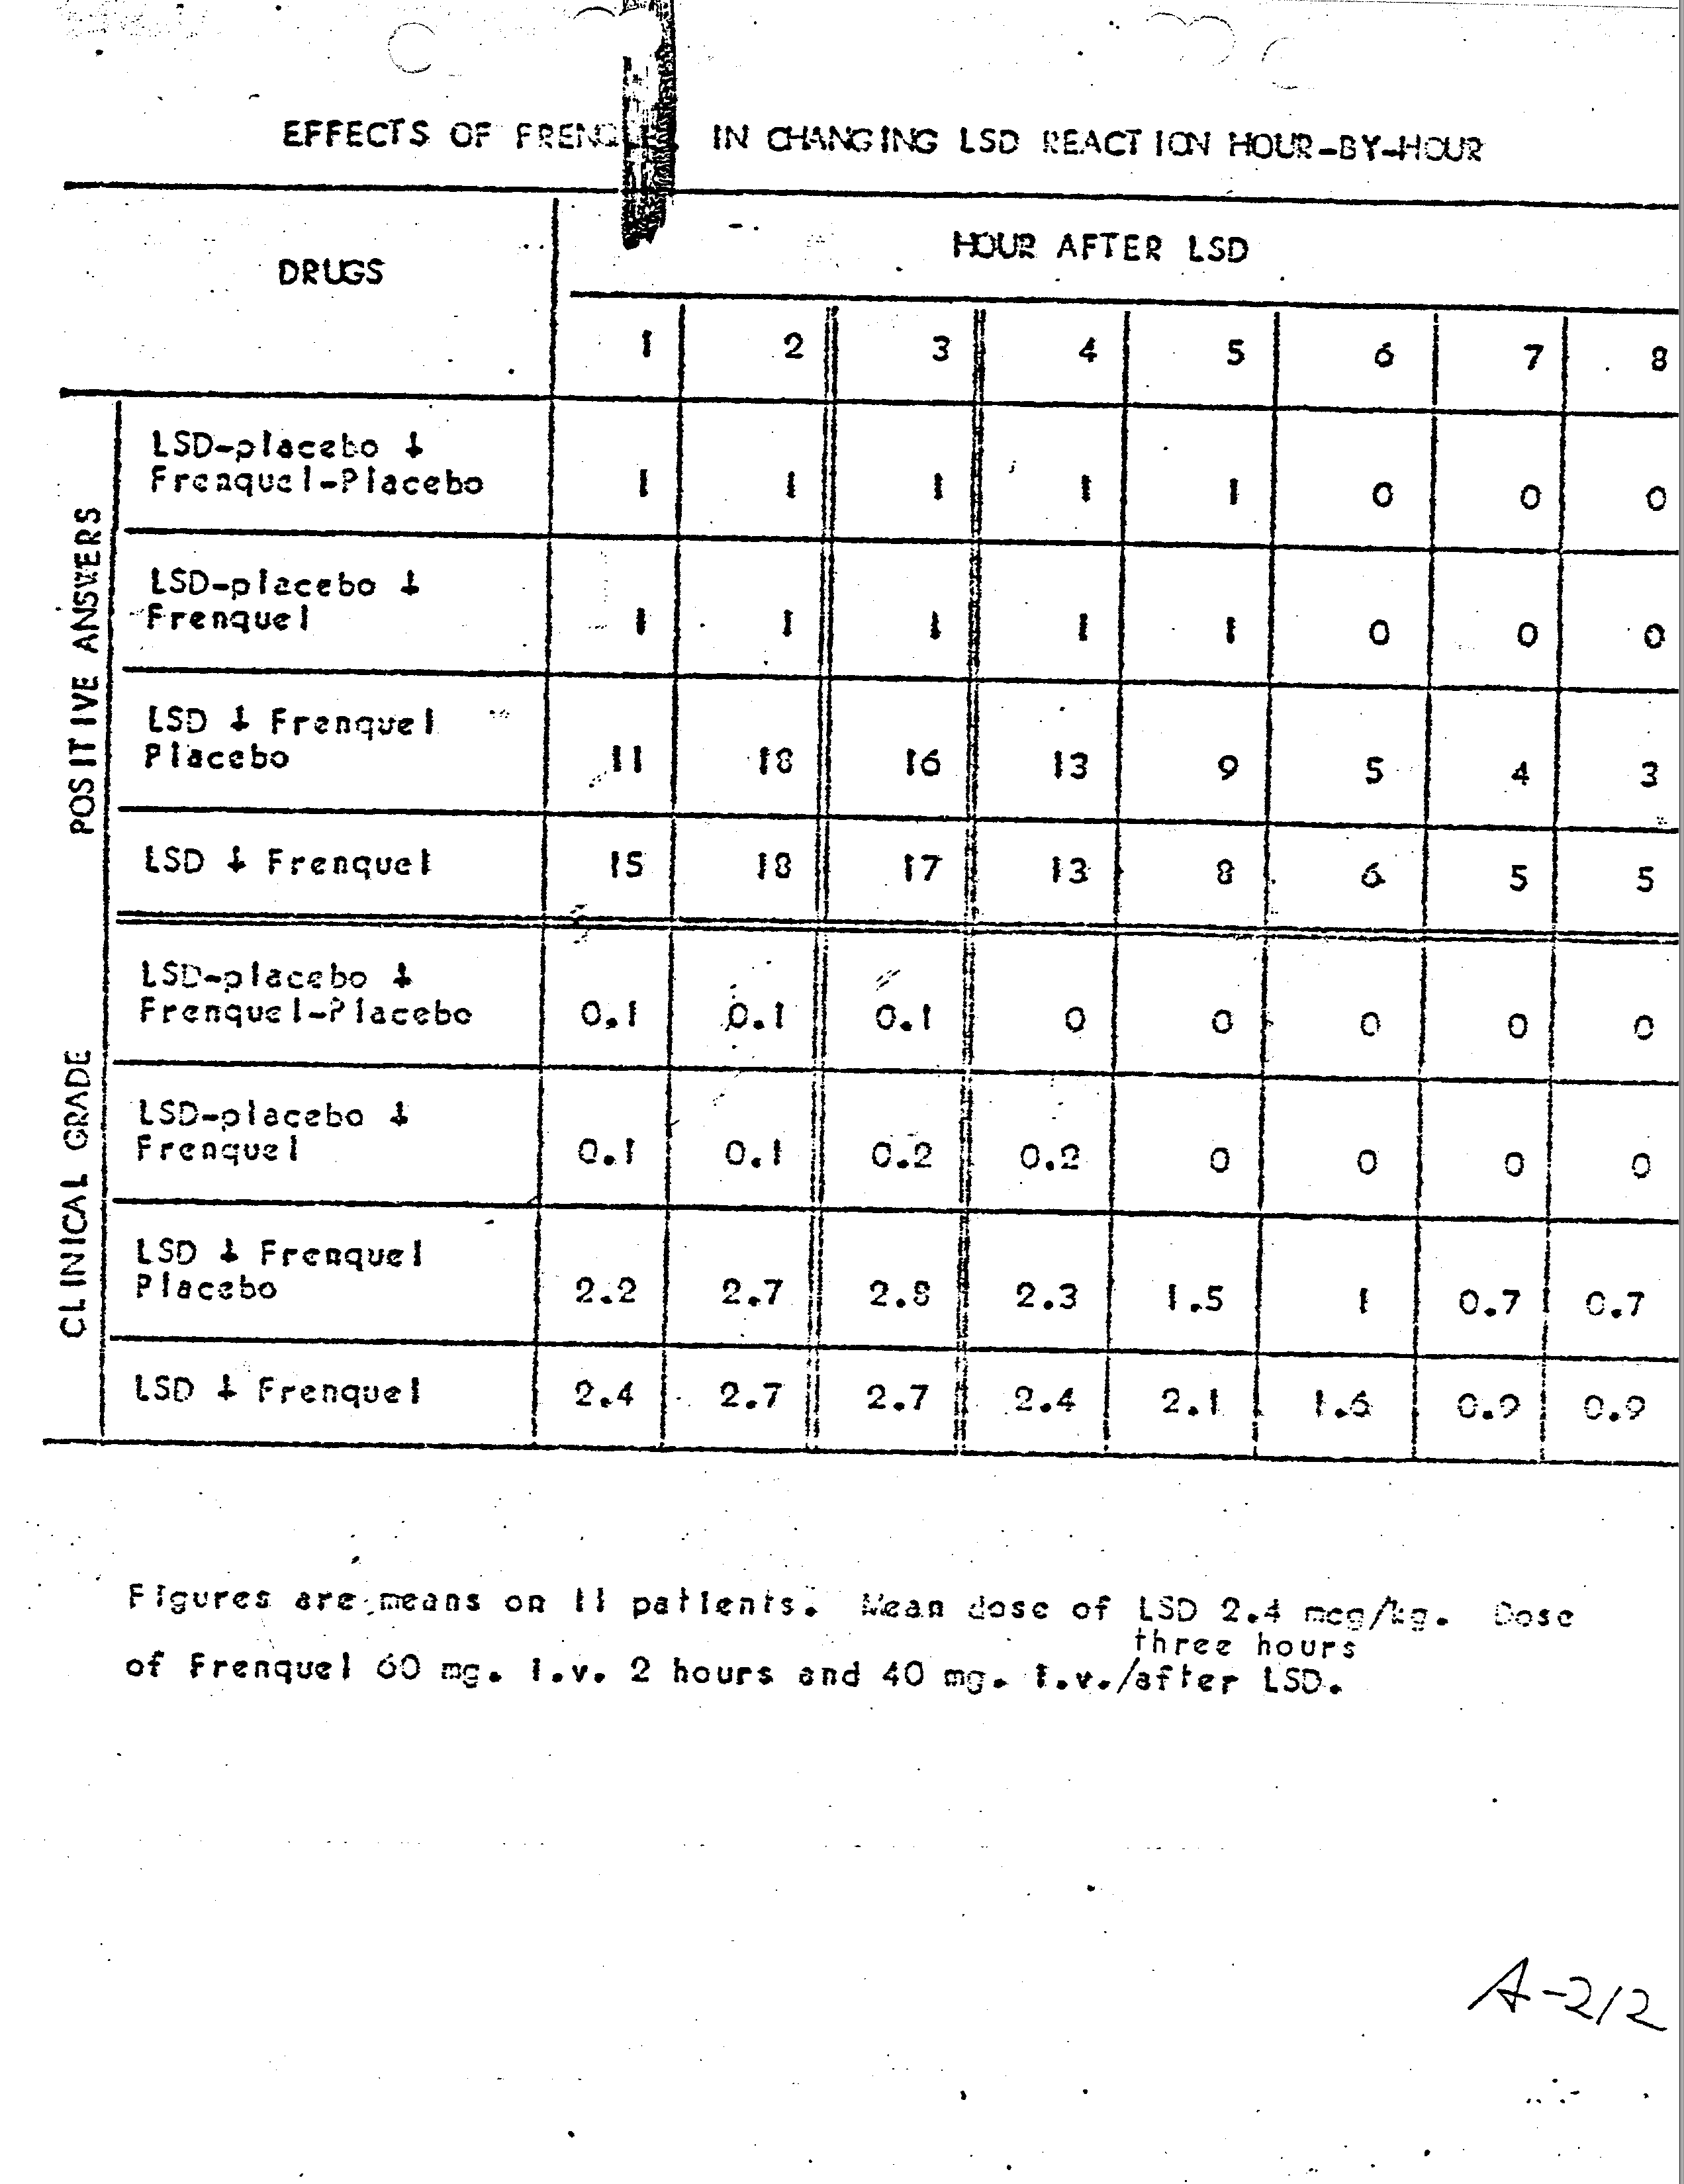 EFFECTS OF FRENQ IN CHANGING LSD REACTION HOUR-BY-HOUR
DRUGS
HOUR AFTER LSD
1 2 3 4 5 6 7 8
POSITIVE ANSWERS
LSD-placebo +
Frenquel-Placebo 1 1 1 1 1 0 0 0
LSD-placebo +
Frenquel 1 1 1 1 1 0 0 0
LSD + Frenquel
Placebo 11 18 16 13 9 5 4 3
LSD + Frenquel 15 18 17 13 8 6 5 5
CLINICAL GRADE
LSD-placebo +
Frenquel-Placebo 0.1 0.1 0.1 0 0 0 0 0
LSD-placebo +
Frenquel 0.1 0.1 0.2 0.2 0 0 0 0
LSD + Frenquel
Placebo 2.2 2.7 2.8 2.3 1.5 1 0.7 0.7
LSD + Frenquel 2.4 2.7 2.7 2.4 2.1 1.6 0.9 0.9
Figures are means on 11 patients. Mean dose of LSD 2.4 mcg/kg. Dose
three hours
of Frenquel 60 mg. i.v. 2 hours and 40 mg. i.v./after LSD.
A-212